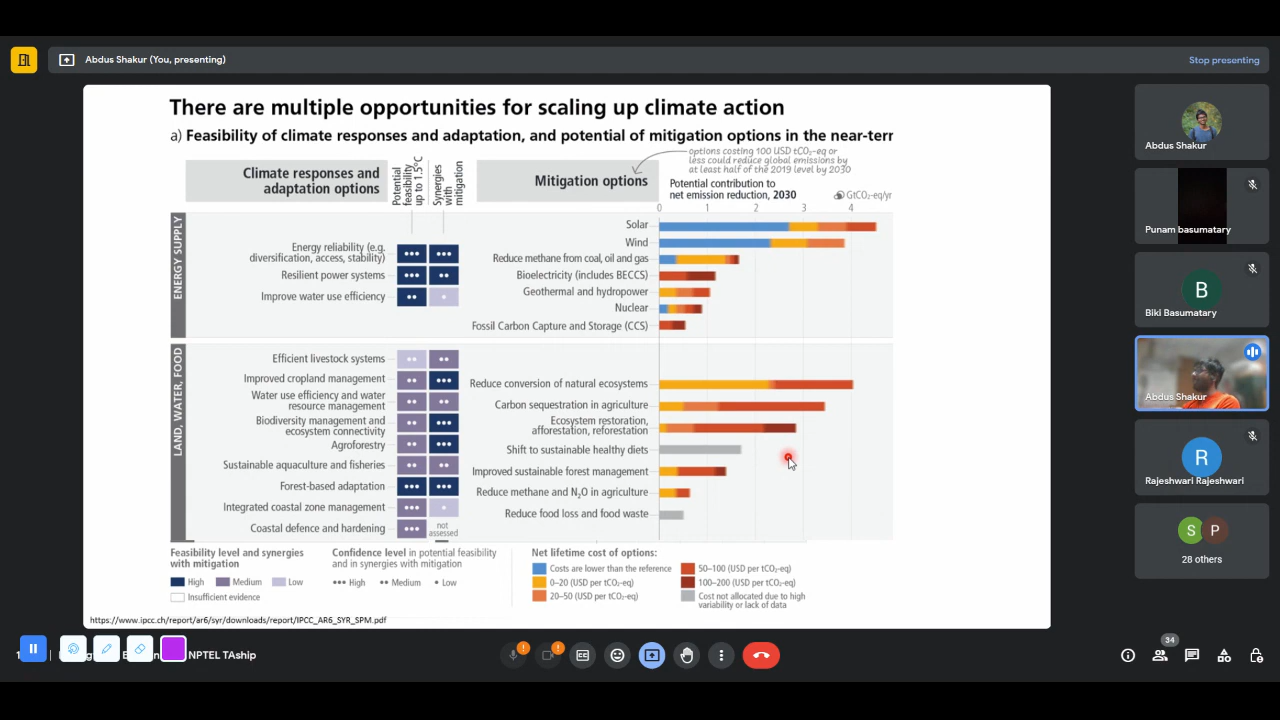 Abdus Shakur (You, presenting)
Stop presenting
There are multiple opportunities for scaling up climate action
a) Feasibility of climate responses and adaptation, and potential of mitigation options in the near-terr
options costing 100 USD tCO₂-eq or
less could reduce global emissions by
at least half of the 2019 level by 2030
Climate responses and
adaptation options
Potential
feasibility
up to 1.5°C
Synergies
with
mitigation
Mitigation options
Potential contribution to
net emission reduction, 2030
GtCO₂-eq/yr
0 1 2 3 4
ENERGY SUPPLY
Energy reliability (e.g.
diversification, access, stability)
Resilient power systems
Improve water use efficiency
Solar
Wind
Reduce methane from coal, oil and gas
Bioelectricity (includes BECCS)
Geothermal and hydropower
Nuclear
Fossil Carbon Capture and Storage (CCS)
LAND, WATER, FOOD
Efficient livestock systems
Improved cropland management
Water use efficiency and water
resource management
Biodiversity management and
ecosystem connectivity
Agroforestry
Sustainable aquaculture and fisheries
Forest-based adaptation
Integrated coastal zone management
Coastal defence and hardening
not
assessed
Reduce conversion of natural ecosystems
Carbon sequestration in agriculture
Ecosystem restoration,
afforestation, reforestation
Shift to sustainable healthy diets
Improved sustainable forest management
Reduce methane and N₂O in agriculture
Reduce food loss and food waste
Feasibility level and synergies
with mitigation
High Medium Low
Insufficient evidence
Confidence level in potential feasibility
and in synergies with mitigation
••• High •• Medium • Low
Net lifetime cost of options:
Costs are lower than the reference
0–20 (USD per tCO₂-eq)
20–50 (USD per tCO₂-eq)
50–100 (USD per tCO₂-eq)
100–200 (USD per tCO₂-eq)
Cost not allocated due to high
variability or lack of data
https://www.ipcc.ch/report/ar6/syr/downloads/report/IPCC_AR6_SYR_SPM.pdf
Abdus Shakur
Punam basumatary
B
Biki Basumatary
Abdus Shakur
R
Rajeshwari Rajeshwari
S P
28 others
NPTEL TAship
34